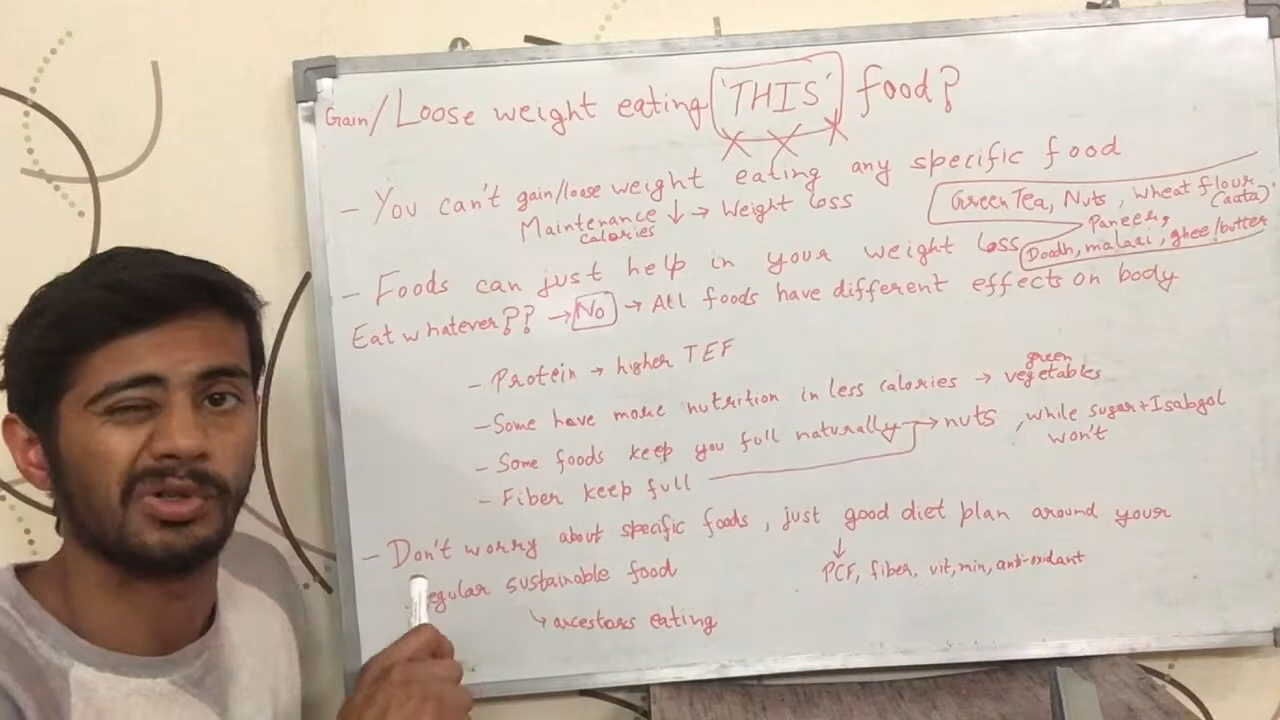 Gain/Loose weight eating 'THIS' food?
- You can't gain/loose weight eating any specific food
Maintenance calories ↓ → Weight loss
Green Tea, Nuts, wheat flour (aata)
Paneer,
Doodh, malaai, ghee/butter
- Foods can just help in your weight loss
Eat whatever?? → No → All foods have different effects on body
- Protein → higher TEF
- Some have more nutrition in less calories → green vegetables
- Some foods keep you full naturally → nuts, while sugar+Isabgol won't
- Fiber keep full
- Don't worry about specific foods, just good diet plan around your
regular sustainable food
↓
PCF, fiber, vit, min, anti-oxidant
↳ ancestors eating